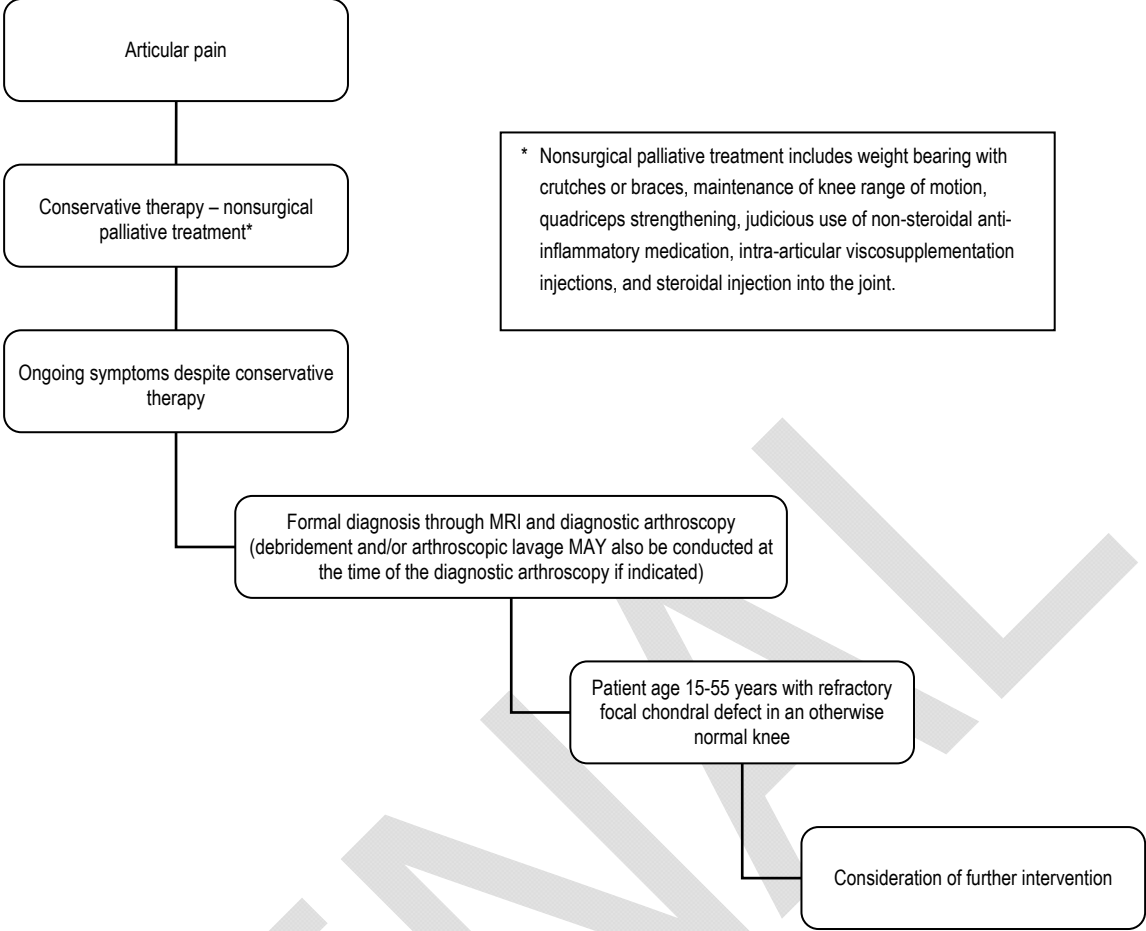 Articular pain
Conservative therapy – nonsurgical
palliative treatment*
* Nonsurgical palliative treatment includes weight bearing with
crutches or braces, maintenance of knee range of motion,
quadriceps strengthening, judicious use of non-steroidal anti-
inflammatory medication, intra-articular viscosupplementation
injections, and steroidal injection into the joint.
Ongoing symptoms despite conservative
therapy
Formal diagnosis through MRI and diagnostic arthroscopy
(debridement and/or arthroscopic lavage MAY also be conducted at
the time of the diagnostic arthroscopy if indicated)
Patient age 15-55 years with refractory
focal chondral defect in an otherwise
normal knee
Consideration of further intervention